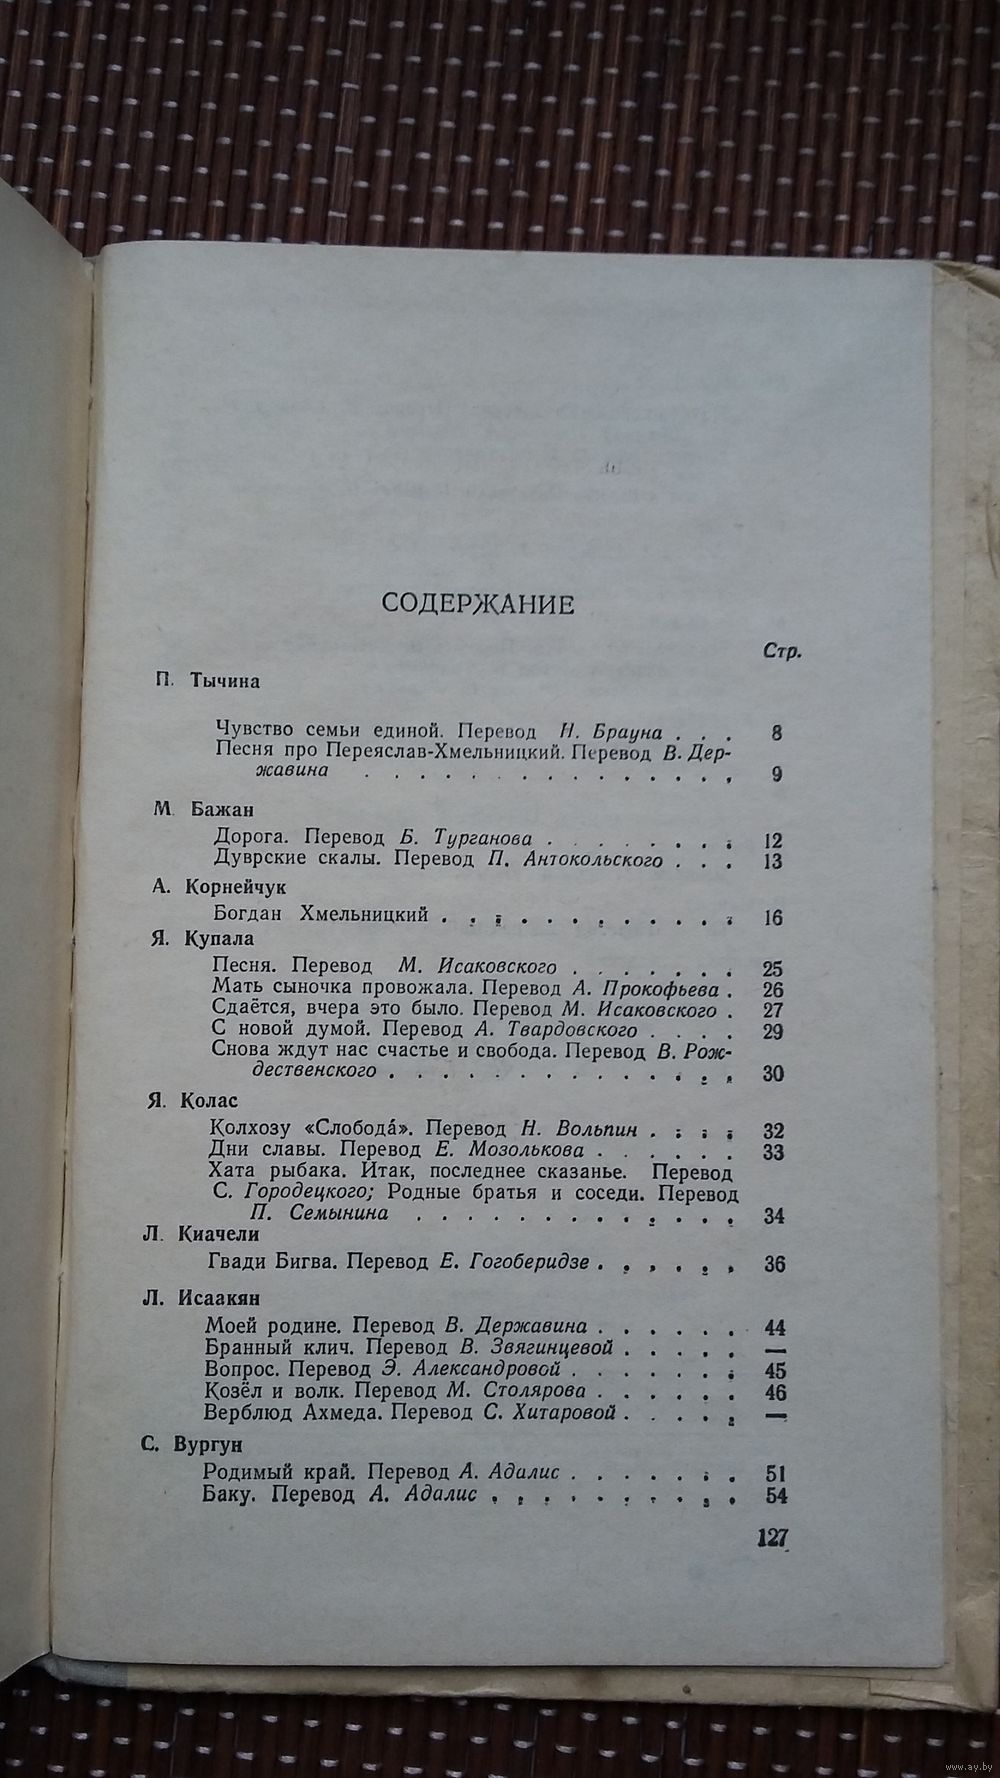 СОДЕРЖАНИЕ
Стр.
П. Тычина
Чувство семьи единой. Перевод Н. Брауна . . . 8
Песня про Переяслав-Хмельницкий. Перевод В. Дер-
жавина . . . . . . . . . . . . . . 9
М. Бажан
Дорога. Перевод Б. Турганова . . . . . . . . 12
Дуврские скалы. Перевод П. Антокольского . . . 13
А. Корнейчук
Богдан Хмельницкий . . . . . . . . . . . . 16
Я. Купала
Песня. Перевод М. Исаковского . . . . . . . 25
Мать сыночка провожала. Перевод А. Прокофьева . 26
Сдаётся, вчера это было. Перевод М. Исаковского . 27
С новой думой. Перевод А. Твардовского . . . . 29
Снова ждут нас счастье и свобода. Перевод В. Рож-
дественского . . . . . . . . . . . . . . 30
Я. Колас
Колхозу «Слобода́». Перевод Н. Вольпин . . . . 32
Дни славы. Перевод Е. Мозолькова . . . . . . 33
Хата рыбака. Итак, последнее сказанье. Перевод
С. Городецкого; Родные братья и соседи. Перевод
П. Семынина . . . . . . . . . . . . . 34
Л. Киачели
Гвади Бигва. Перевод Е. Гогоберидзе . . . . . . 36
Л. Исаакян
Моей родине. Перевод В. Державина . . . . . . 44
Бранный клич. Перевод В. Звягинцевой . . . . . —
Вопрос. Перевод Э. Александровой . . . . . . . 45
Козёл и волк. Перевод М. Столярова . . . . . . 46
Верблюд Ахмеда. Перевод С. Хитаровой . . . . . —
С. Вургун
Родимый край. Перевод А. Адалис . . . . . . . 51
Баку. Перевод А. Адалис . . . . . . . . . . 54
127
www.ay.by